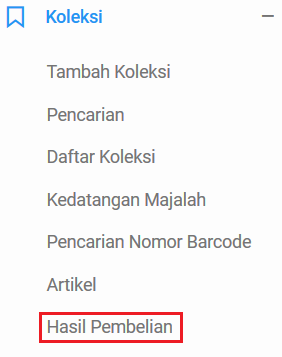 Koleksi
Tambah Koleksi
Pencarian
Daftar Koleksi
Kedatangan Majalah
Pencarian Nomor Barcode
Artikel
Hasil Pembelian